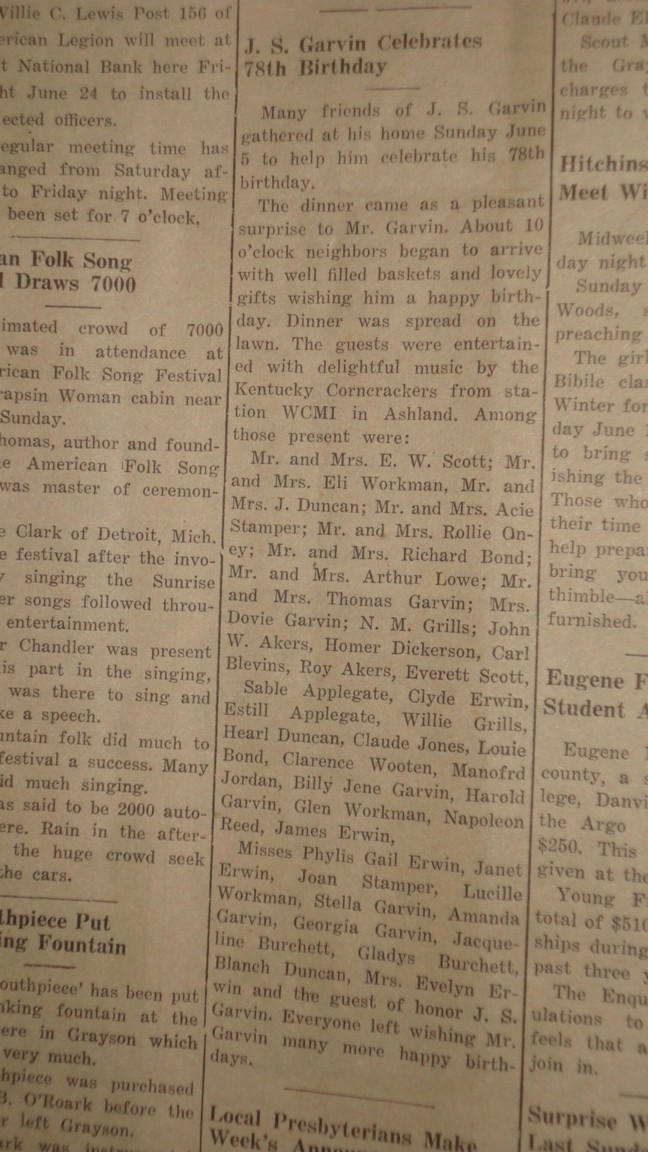 Willie C. Lewis Post 156 of
erican Legion will meet at
t National Bank here Fri-
ht June 24 to install the
ected officers.
egular meeting time has
anged from Saturday af-
to Friday night. Meeting
been set for 7 o'clock.
an Folk Song
l Draws 7000
imated crowd of 7000
was in attendance at
rican Folk Song Festival
rapsin Woman cabin near
Sunday.
homas, author and found-
e American Folk Song
was master of ceremon-
e Clark of Detroit, Mich.
e festival after the invo-
y singing the Sunrise
er songs followed throu-
entertainment.
r Chandler was present
is part in the singing,
was there to sing and
ke a speech.
untain folk did much to
festival a success. Many
id much singing.
as said to be 2000 auto-
ere. Rain in the after-
the huge crowd seek
the cars.
thpiece Put
ing Fountain
outhpiece' has been put
nking fountain at the
ere in Grayson which
very much.
hpiece was purchased
B. O'Roark before the
r left Grayson.
J. S. Garvin Celebrates
78th Birthday
Many friends of J. S. Garvin
gathered at his home Sunday June
5 to help him celebrate his 78th
birthday.
The dinner came as a pleasant
surprise to Mr. Garvin. About 10
o'clock neighbors began to arrive
with well filled baskets and lovely
gifts wishing him a happy birth-
day. Dinner was spread on the
lawn. The guests were entertain-
ed with delightful music by the
Kentucky Corncrackers from sta-
tion WCMI in Ashland. Among
those present were:
Mr. and Mrs. E. W. Scott; Mr.
and Mrs. Eli Workman, Mr. and
Mrs. J. Duncan; Mr. and Mrs. Acie
Stamper; Mr. and Mrs. Rollie On-
ey; Mr. and Mrs. Richard Bond;
Mr. and Mrs. Arthur Lowe; Mr.
and Mrs. Thomas Garvin; Mrs.
Dovie Garvin; N. M. Grills; John
W. Akers, Homer Dickerson, Carl
Blevins, Roy Akers, Everett Scott,
Sable Applegate, Clyde Erwin,
Estill Applegate, Willie Grills,
Hearl Duncan, Claude Jones, Louie
Bond, Clarence Wooten, Manofrd
Jordan, Billy Jene Garvin, Harold
Garvin, Glen Workman, Napoleon
Reed, James Erwin,
Misses Phylis Gail Erwin, Janet
Erwin, Joan Stamper, Lucille
Workman, Stella Garvin, Amanda
Garvin, Georgia Garvin, Jacque-
line Burchett, Gladys Burchett,
Blanch Duncan, Mrs. Evelyn Er-
win and the guest of honor J. S.
Garvin. Everyone left wishing Mr.
Garvin many more happy birth-
days.
Local Presbyterians Make
Week's
Claude El
Scout M
the Gray
charges t
night to v
Hitchins
Meet Wi
Midweek
day night
Sunday
Woods, s
preaching
The girl
Bibile clas
Winter for
day June
to bring s
ishing the
Those who
their time
help prepa
bring you
thimble—a
furnished.
Eugene F
Student A
Eugene
county, a s
lege, Danvi
the Argo
$250. This
given at the
Young F
total of $510
ships during
past three y
The Enqu
ulations to
feels that a
join in.
Surprise W
Last Sunda